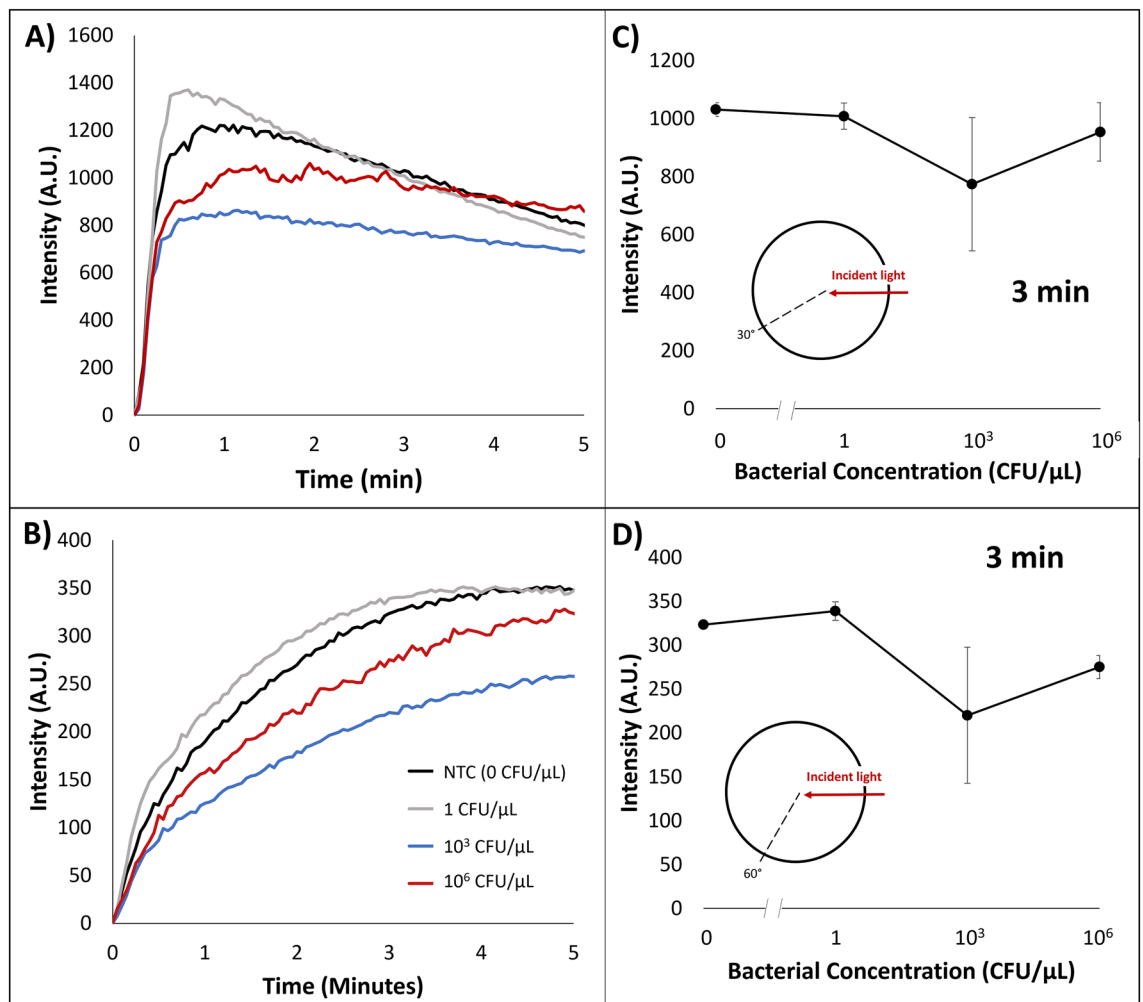 A)
1600
1400
1200
1000
800
600
400
200
0
Intensity (A.U.)
0 1 2 3 4 5
Time (min)
C)
1200
1000
800
600
400
200
0
Intensity (A.U.)
Incident light
30°
3 min
0 1 10³ 10⁶
Bacterial Concentration (CFU/µL)
B)
400
350
300
250
200
150
100
50
0
Intensity (A.U.)
NTC (0 CFU/µL)
1 CFU/µL
10³ CFU/µL
10⁶ CFU/µL
0 1 2 3 4 5
Time (Minutes)
D)
3 min
400
350
300
250
200
150
100
50
0
Intensity (A.U.)
Incident light
60°
0 1 10³ 10⁶
Bacterial Concentration (CFU/µL)